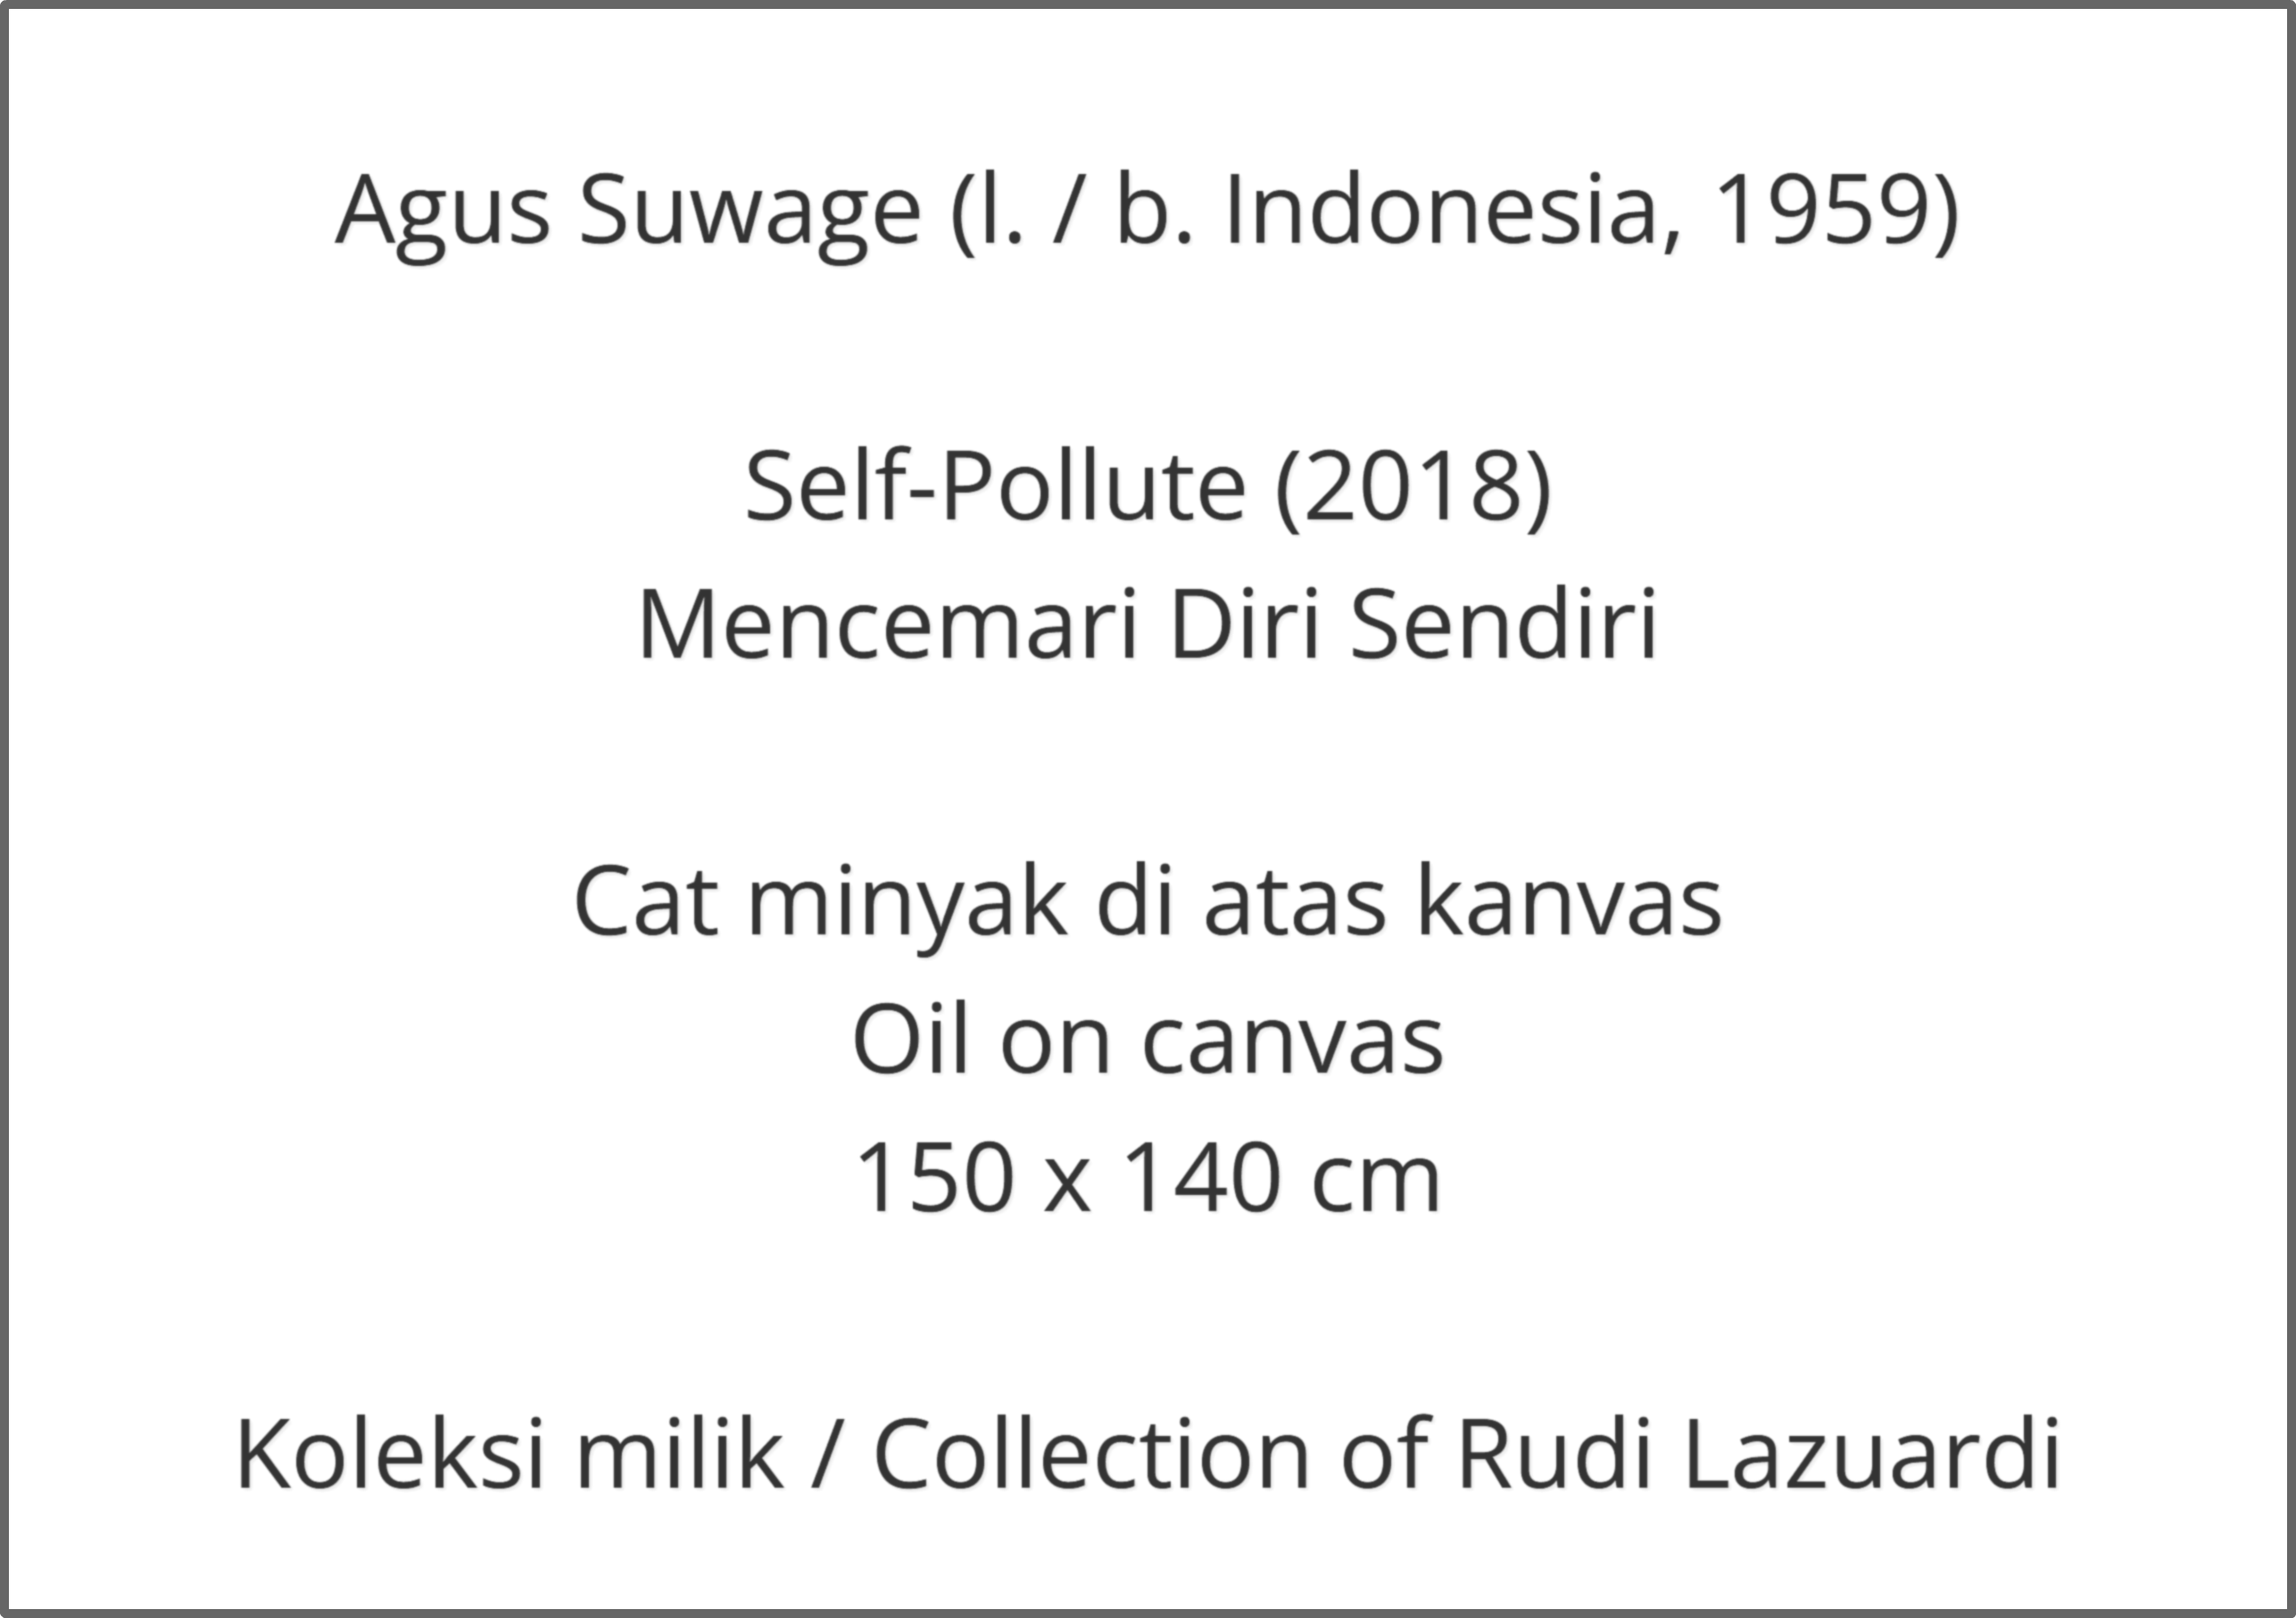 Agus Suwage (l. / b. Indonesia, 1959)
Self-Pollute (2018)
Mencemari Diri Sendiri
Cat minyak di atas kanvas
Oil on canvas
150 x 140 cm
Koleksi milik / Collection of Rudi Lazuardi